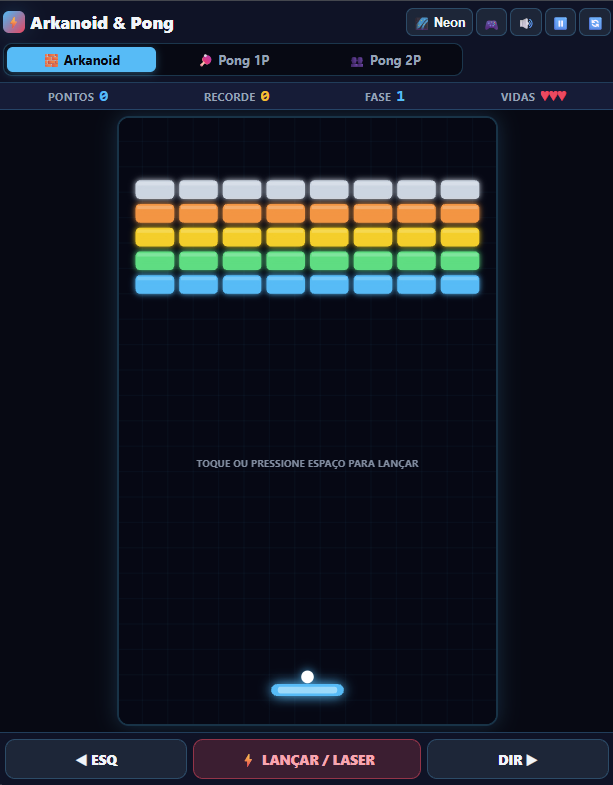 Arkanoid & Pong
Neon
Arkanoid
Pong 1P
Pong 2P
PONTOS 0
RECORDE 0
FASE 1
VIDAS ♥♥♥
TOQUE OU PRESSIONE ESPAÇO PARA LANÇAR
◀ ESQ
⚡ LANÇAR / LASER
DIR ▶